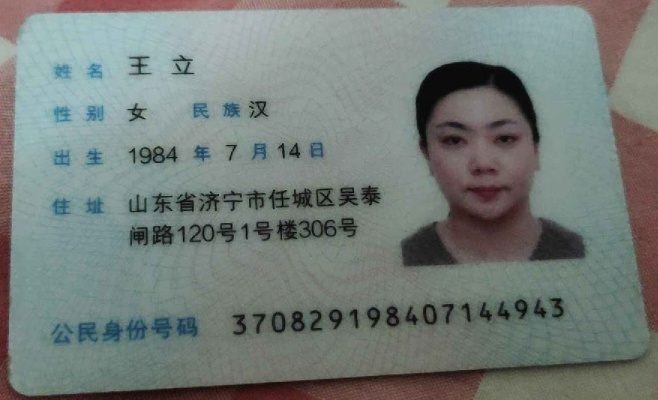 姓名 王立
性别 女 民族 汉
出生 1984 年 7 月 14 日
住址 山东省济宁市任城区吴泰
闸路120号1号楼306号
公民身份号码 370829198407144943